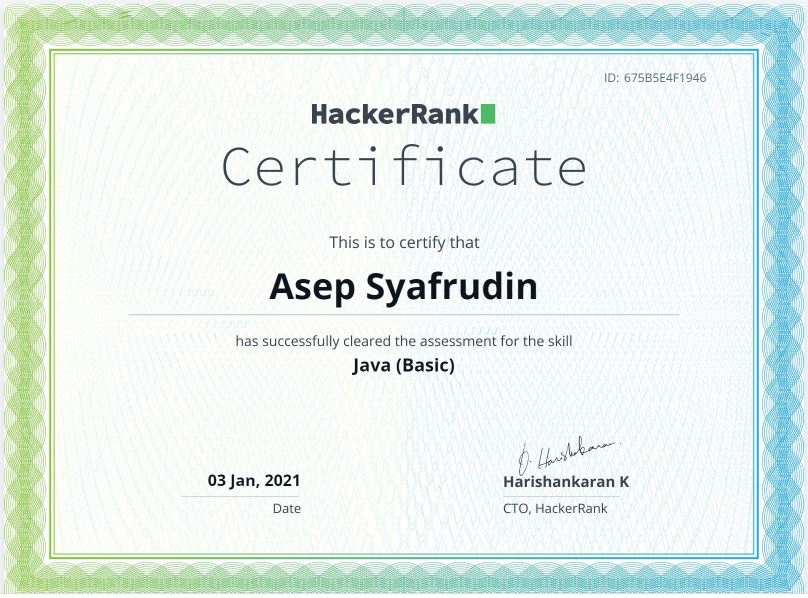 ID: 675B5E4F1946
HackerRank
Certificate
This is to certify that
Asep Syafrudin
has successfully cleared the assessment for the skill
Java (Basic)
03 Jan, 2021
Date
Harishankaran K
CTO, HackerRank